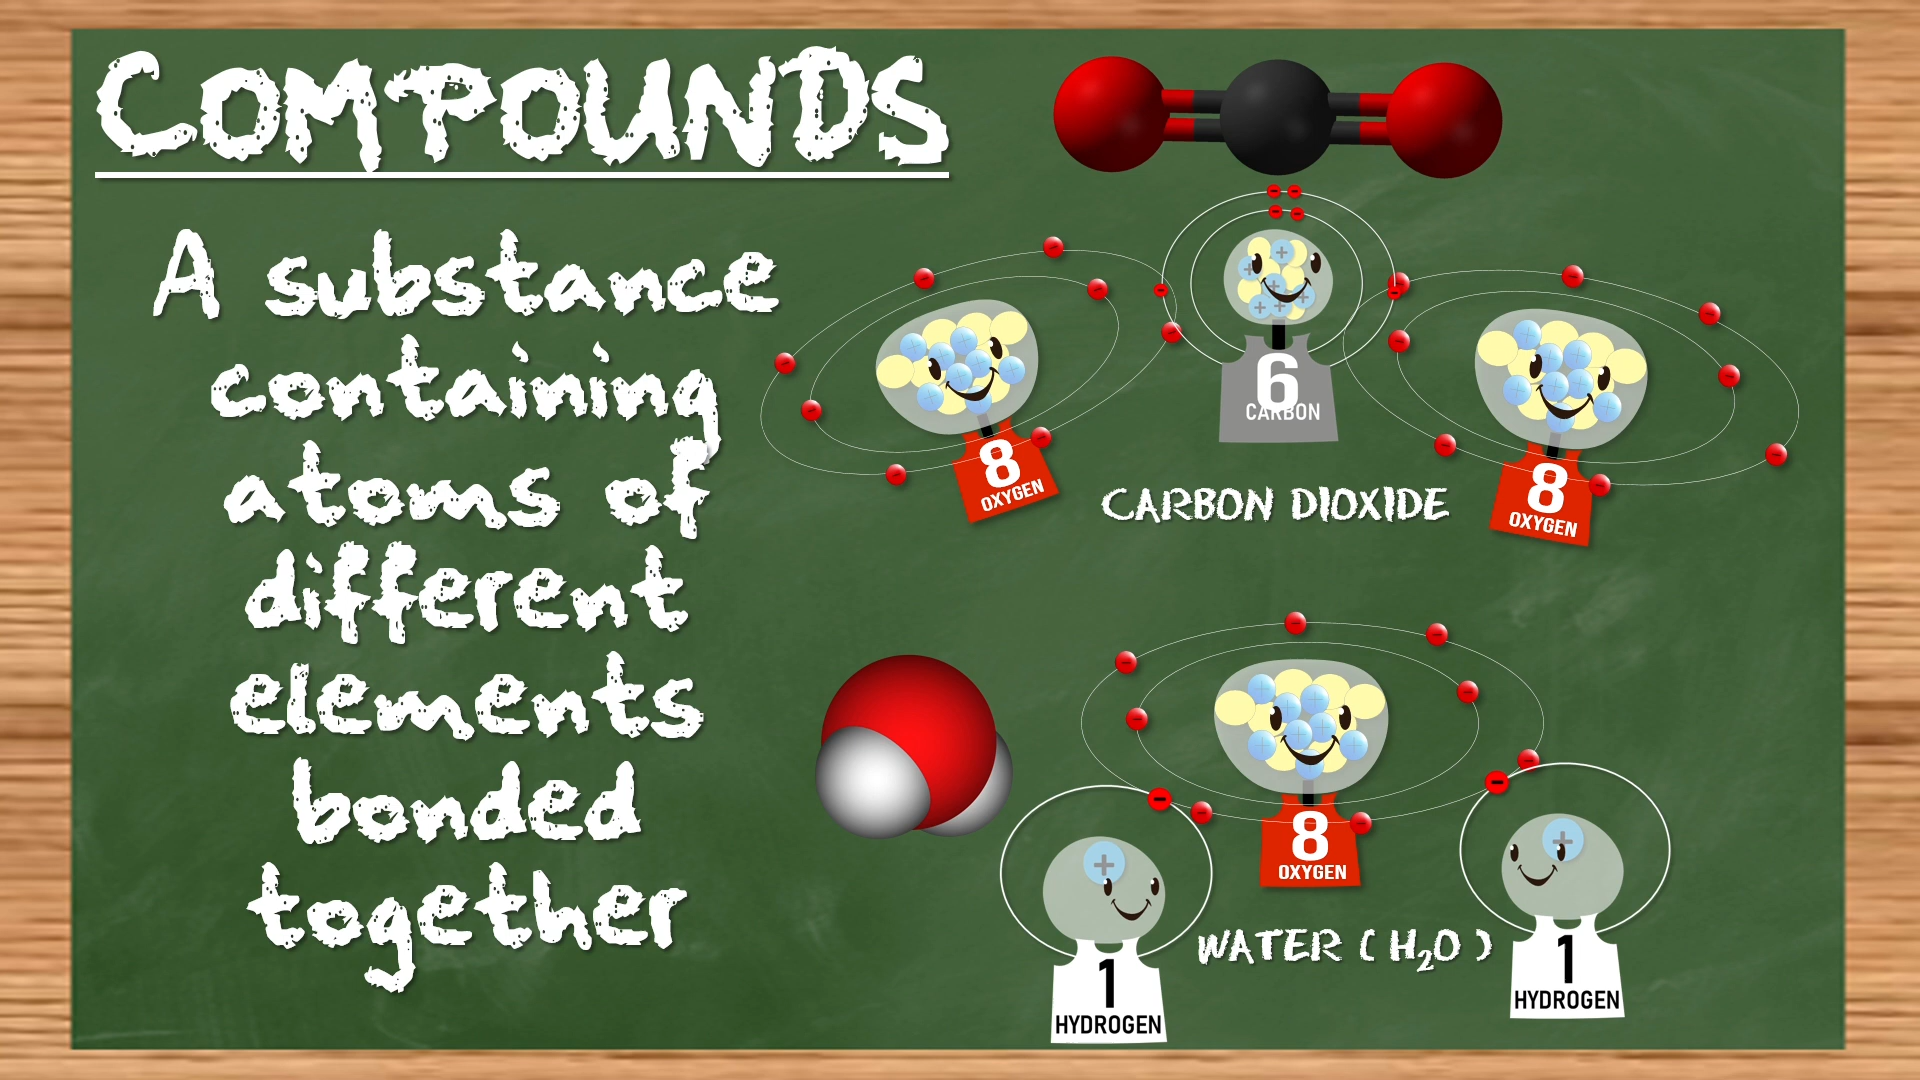 COMPOUNDS
A substance
containing
atoms of
different
elements
bonded
together
6
CARBON
8
OXYGEN
8
OXYGEN
CARBON DIOXIDE
8
OXYGEN
WATER (H₂O)
1
HYDROGEN
1
HYDROGEN